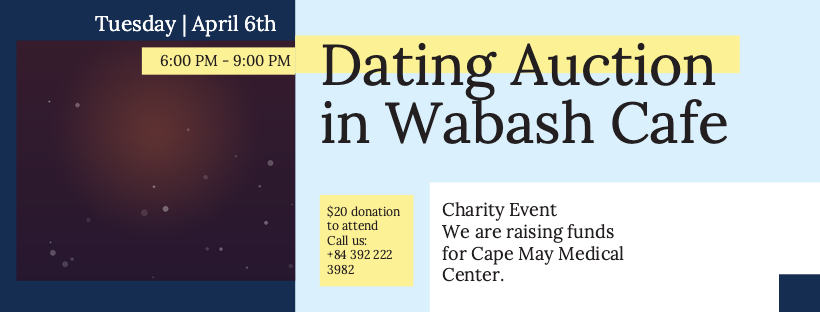 Tuesday | April 6th
6:00 PM - 9:00 PM
Dating Auction
in Wabash Cafe
$20 donation
to attend
Call us:
+84 392 222
3982
Charity Event
We are raising funds
for Cape May Medical
Center.